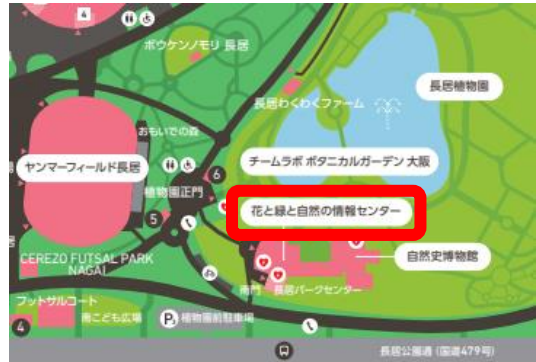 4
ボウケンノモリ 長居
長居植物園
長居わくわくファーム
おもいでの森
ヤンマーフィールド長居
チームラボ ボタニカルガーデン 大阪
6
植物園正門
花と緑と自然の情報センター
5
自然史博物館
CEREZO FUTSAL PARK
NAGAI
南門
長居パークセンター
フットサルコート
南こども広場
P
植物園前駐車場
4
長居公園通(国道479号)